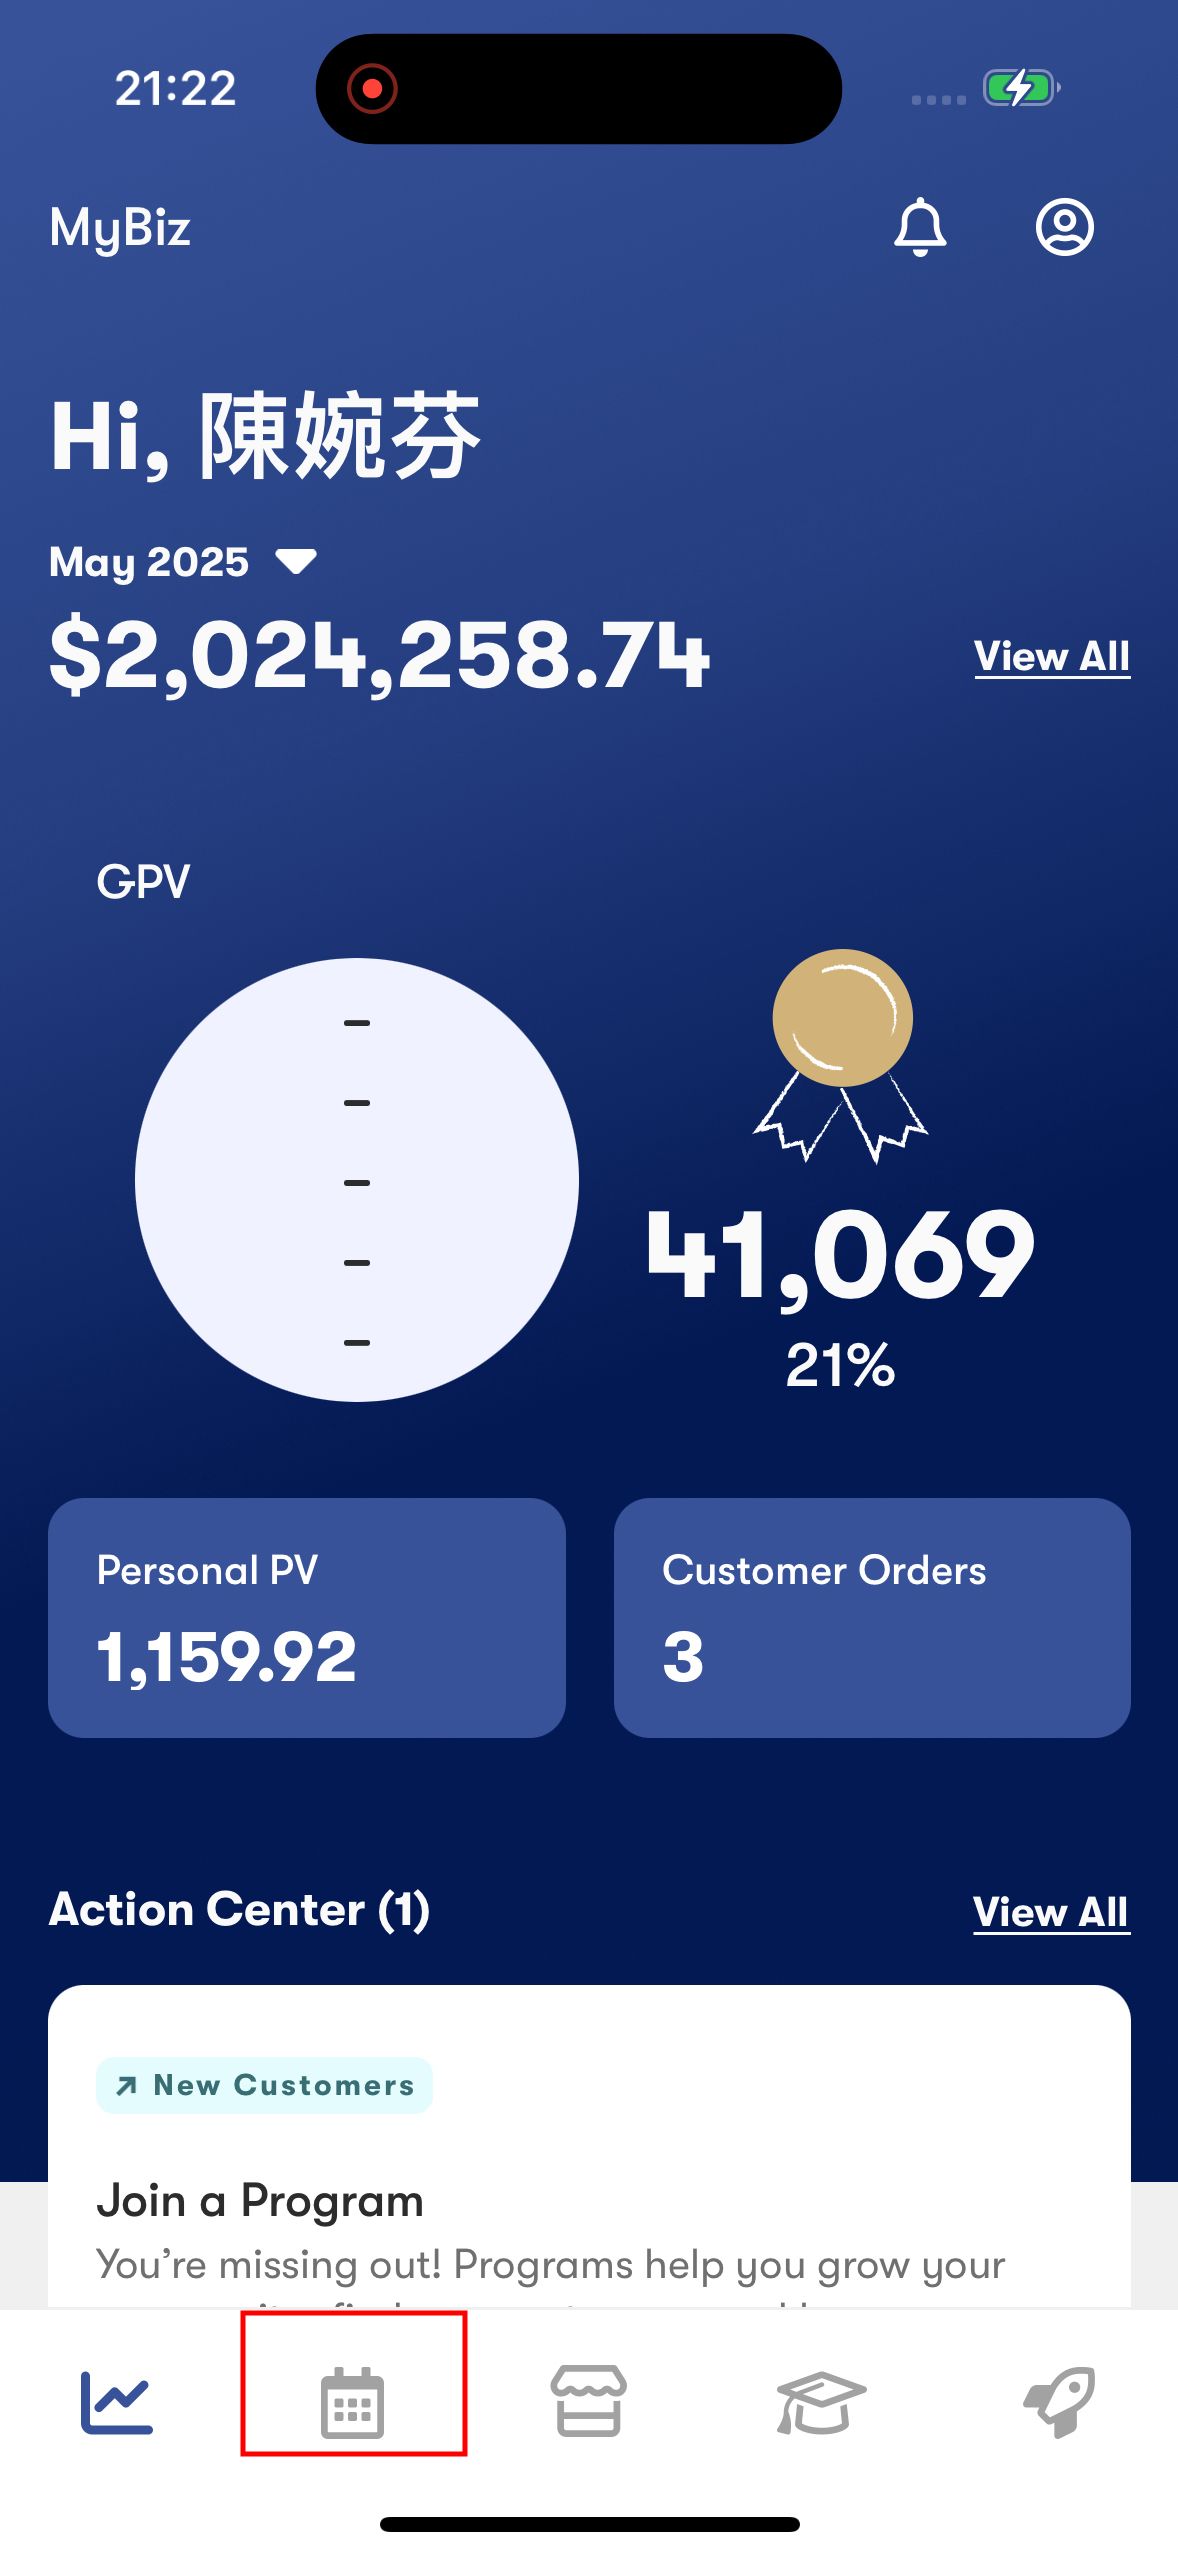 21:22
MyBiz
Hi, 陳婉芬
May 2025
$2,024,258.74
View All
GPV
41,069
21%
Personal PV
1,159.92
Customer Orders
3
Action Center (1)
View All
New Customers
Join a Program
You’re missing out! Programs help you grow your